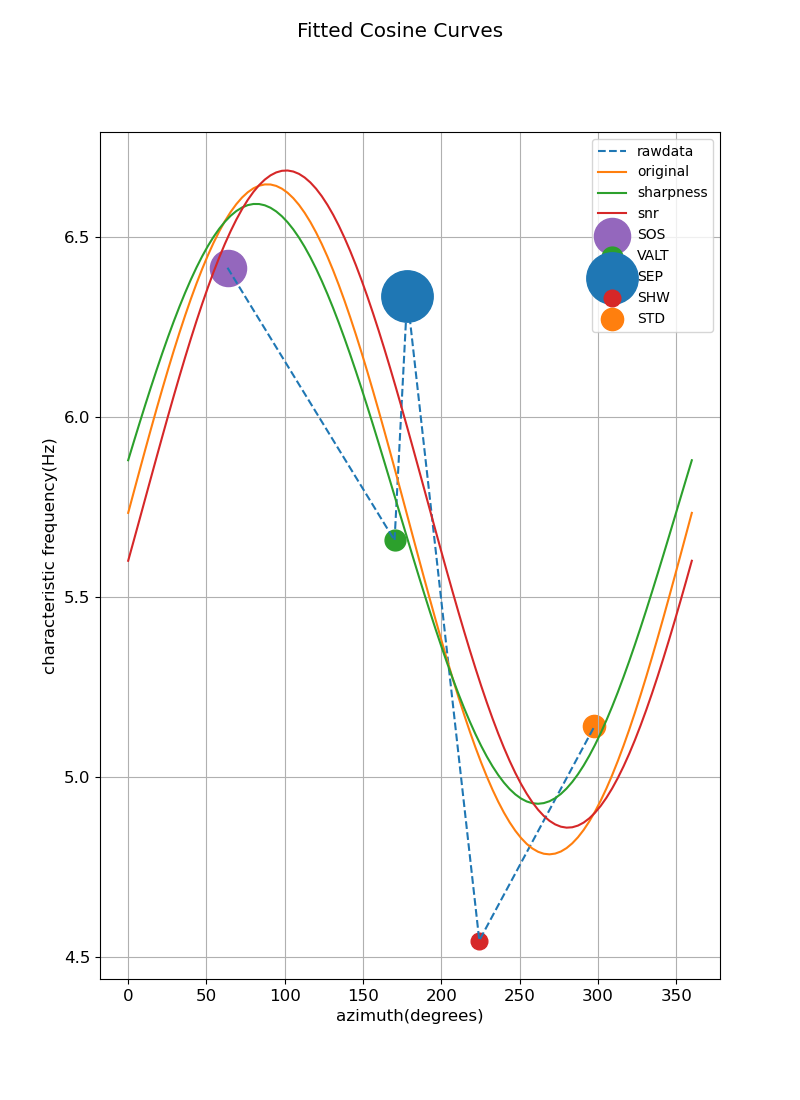 Fitted Cosine Curves
rawdata
original
sharpness
snr
SOS
VALT
SEP
SHW
STD
6.5
6.0
5.5
5.0
4.5
characteristic frequency(Hz)
0 50 100 150 200 250 300 350
azimuth(degrees)